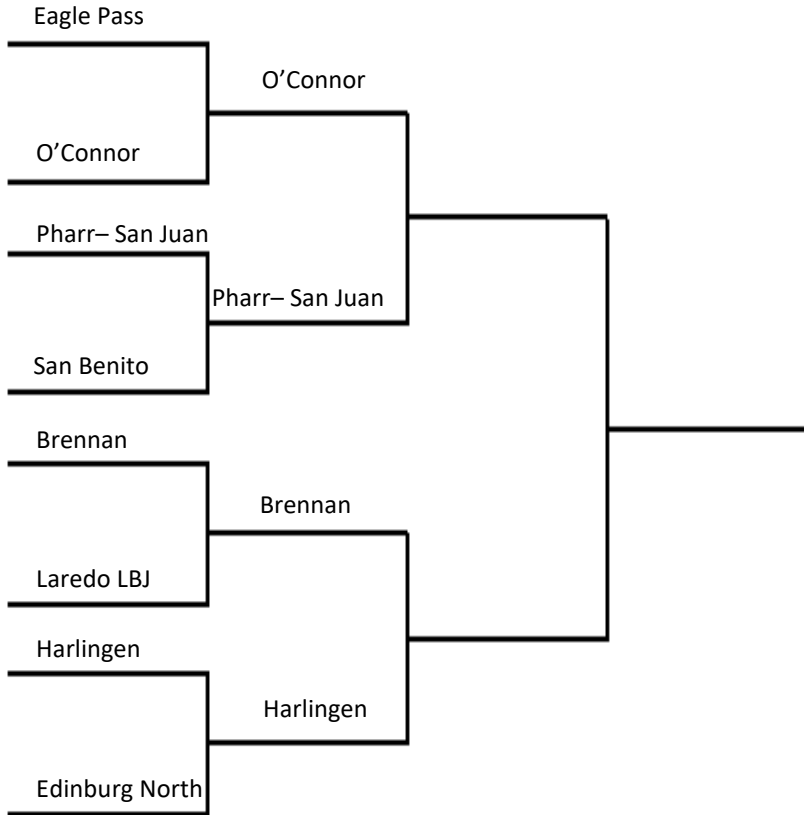 Eagle Pass
O’Connor
O’Connor
Pharr– San Juan
Pharr– San Juan
San Benito
Brennan
Brennan
Laredo LBJ
Harlingen
Harlingen
Edinburg North